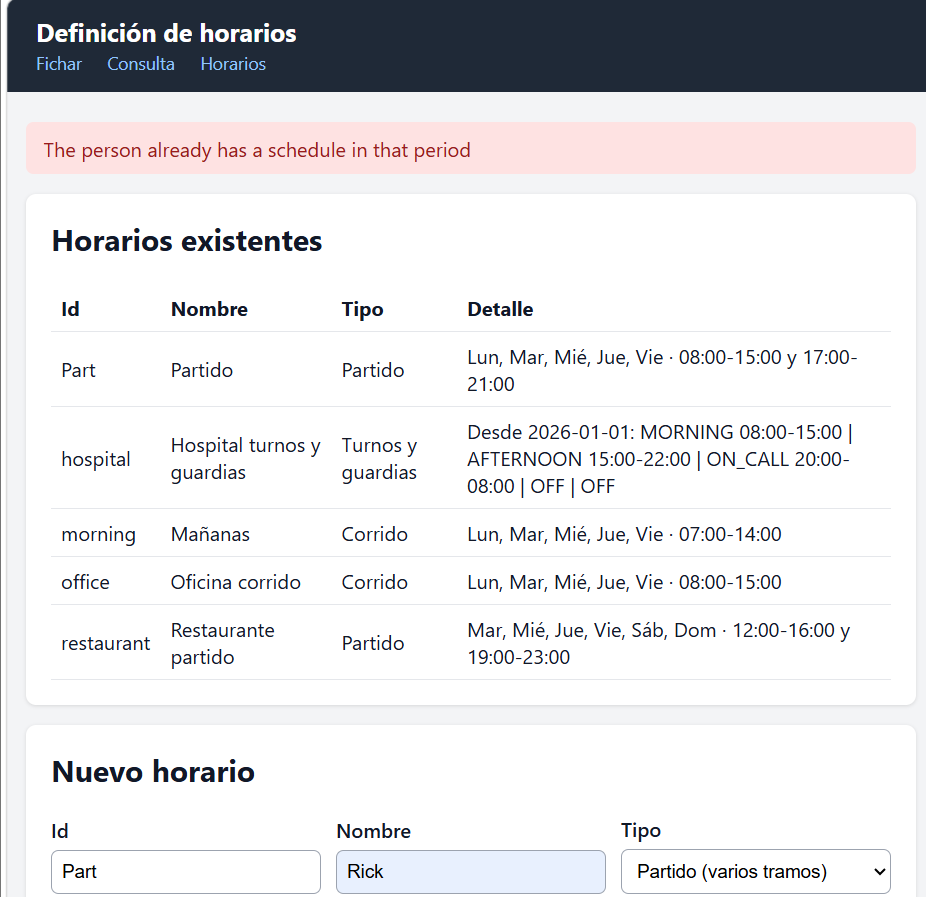 Definición de horarios
Fichar Consulta Horarios
The person already has a schedule in that period
Horarios existentes
Id Nombre Tipo Detalle
Part Partido Partido Lun, Mar, Mié, Jue, Vie · 08:00-15:00 y 17:00-
21:00
hospital Hospital turnos y guardias Turnos y guardias Desde 2026-01-01: MORNING 08:00-15:00 |
AFTERNOON 15:00-22:00 | ON_CALL 20:00-
08:00 | OFF | OFF
morning Mañanas Corrido Lun, Mar, Mié, Jue, Vie · 07:00-14:00
office Oficina corrido Corrido Lun, Mar, Mié, Jue, Vie · 08:00-15:00
restaurant Restaurante partido Partido Mar, Mié, Jue, Vie, Sáb, Dom · 12:00-16:00 y
19:00-23:00
Nuevo horario
Id Nombre Tipo
Part Rick Partido (varios tramos)